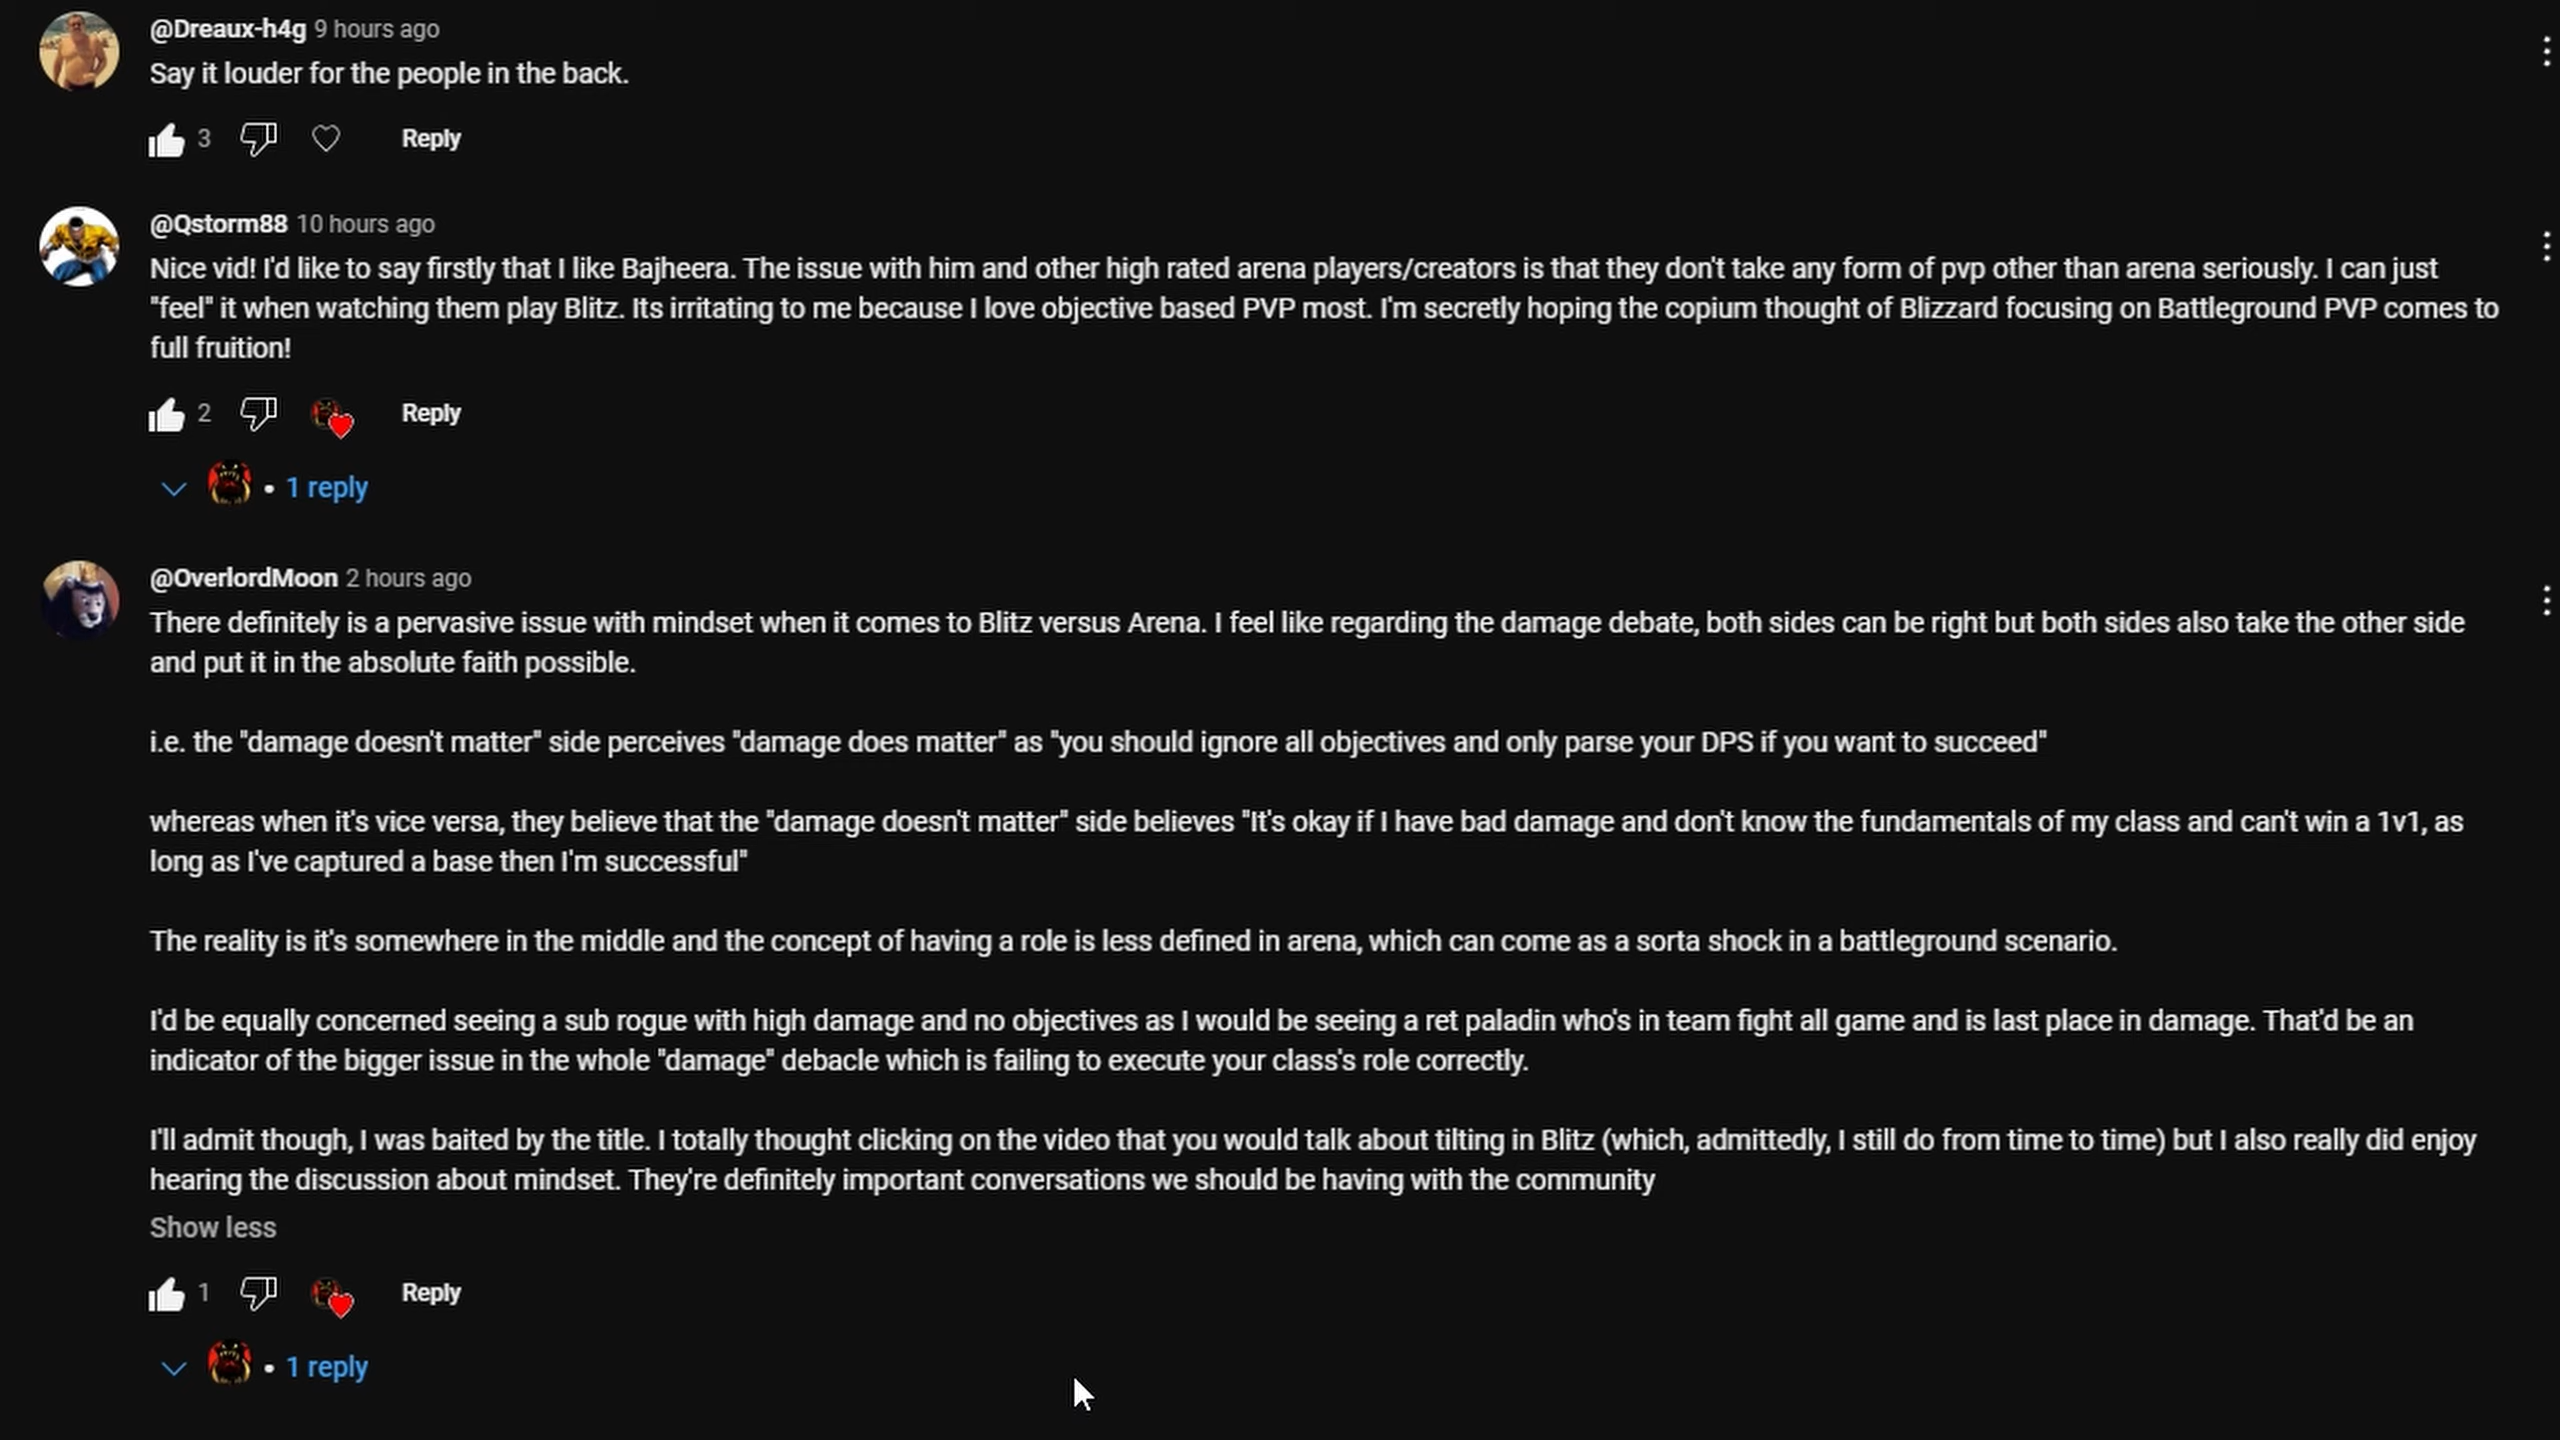 @Dreaux-h4g 9 hours ago
Say it louder for the people in the back.
3 Reply
@Qstorm88 10 hours ago
Nice vid! I'd like to say firstly that I like Bajheera. The issue with him and other high rated arena players/creators is that they don't take any form of pvp other than arena seriously. I can just
"feel" it when watching them play Blitz. Its irritating to me because I love objective based PVP most. I'm secretly hoping the copium thought of Blizzard focusing on Battleground PVP comes to
full fruition!
2 Reply
• 1 reply
@OverlordMoon 2 hours ago
There definitely is a pervasive issue with mindset when it comes to Blitz versus Arena. I feel like regarding the damage debate, both sides can be right but both sides also take the other side
and put it in the absolute faith possible.
i.e. the "damage doesn't matter" side perceives "damage does matter" as "you should ignore all objectives and only parse your DPS if you want to succeed"
whereas when it's vice versa, they believe that the "damage doesn't matter" side believes "It's okay if I have bad damage and don't know the fundamentals of my class and can't win a 1v1, as
long as I've captured a base then I'm successful"
The reality is it's somewhere in the middle and the concept of having a role is less defined in arena, which can come as a sorta shock in a battleground scenario.
I'd be equally concerned seeing a sub rogue with high damage and no objectives as I would be seeing a ret paladin who's in team fight all game and is last place in damage. That'd be an
indicator of the bigger issue in the whole "damage" debacle which is failing to execute your class's role correctly.
I'll admit though, I was baited by the title. I totally thought clicking on the video that you would talk about tilting in Blitz (which, admittedly, I still do from time to time) but I also really did enjoy
hearing the discussion about mindset. They're definitely important conversations we should be having with the community
Show less
1 Reply
• 1 reply